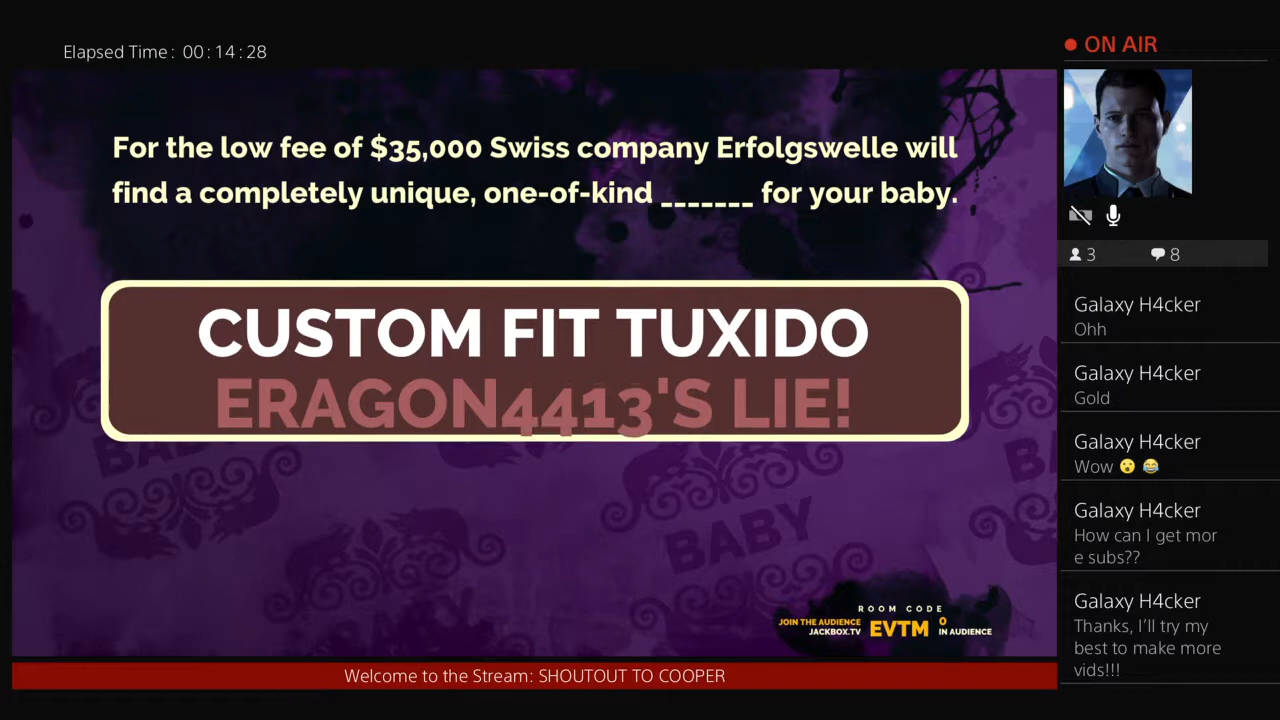 Elapsed Time: 00:14:28
For the low fee of $35,000 Swiss company Erfolgswelle will
find a completely unique, one-of-kind _______ for your baby.
CUSTOM FIT TUXIDO
ERAGON4413'S LIE!
BABY
BABY
ROOM CODE
JOIN THE AUDIENCE
JACKBOX.TV
EVTM
0
IN AUDIENCE
Welcome to the Stream: SHOUTOUT TO COOPER
ON AIR
3
8
Galaxy H4cker
Ohh
Galaxy H4cker
Gold
Galaxy H4cker
Wow 😮 😂
Galaxy H4cker
How can I get mor
e subs??
Galaxy H4cker
Thanks, I'll try my
best to make more
vids!!!